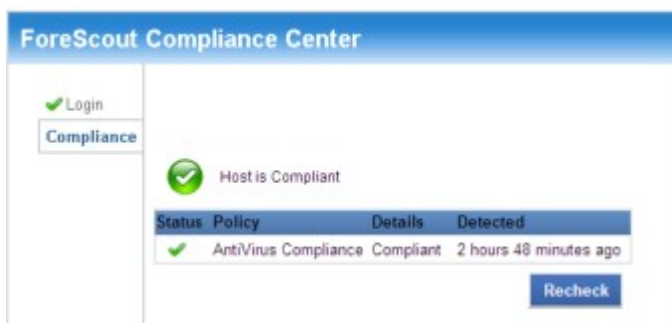 ForeScout Compliance Center
Login
Compliance
Host is Compliant
Status Policy Details Detected
AntiVirus Compliance Compliant 2 hours 48 minutes ago
Recheck